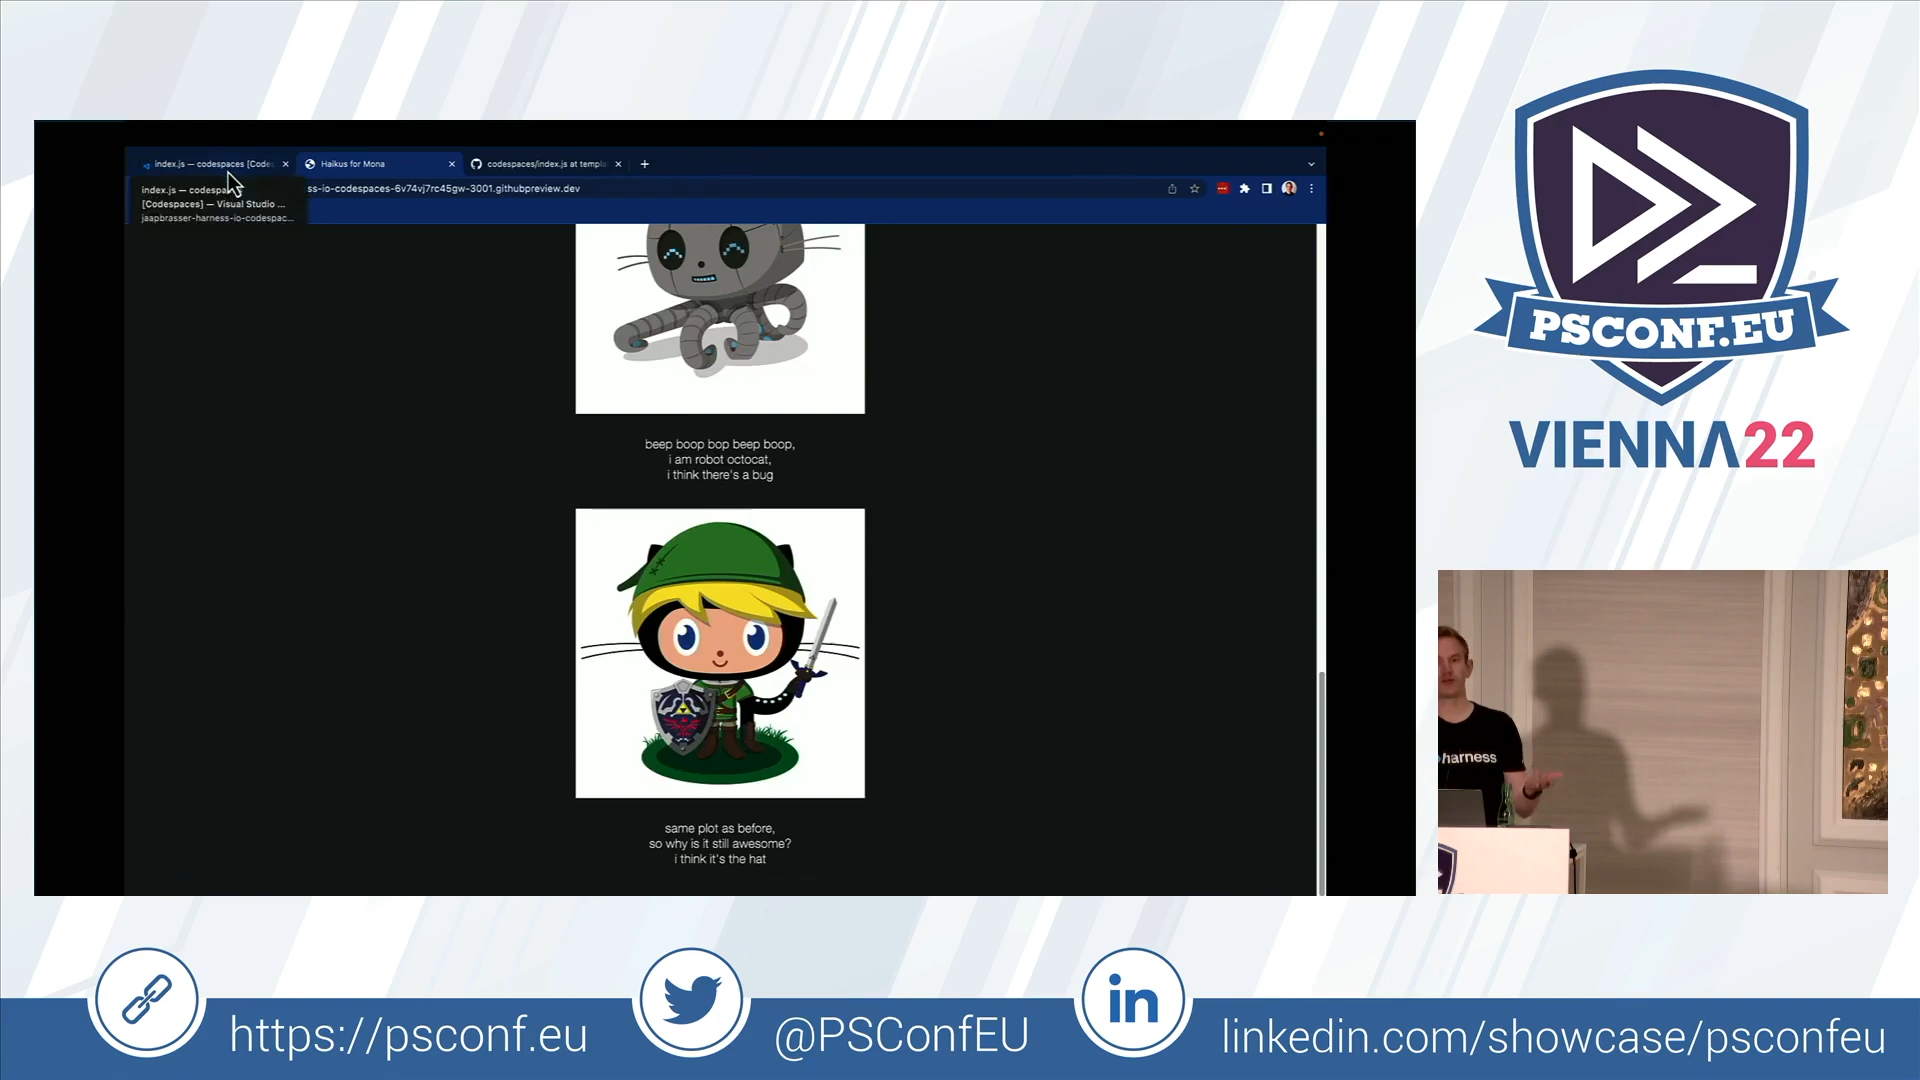 index.js — codespaces [Codes
Haikus for Mona
codespaces/index.js at templa
index.js — codespa
[Codespaces] — Visual Studio ...
jaapbrasser-harness-io-codespac...
ss-io-codespaces-6v74vj7rc45gw-3001.githubpreview.dev
beep boop bop beep boop,
i am robot octocat,
i think there's a bug
same plot as before,
so why is it still awesome?
i think it's the hat
PSCONF.EU
VIENNA22
harness
https://psconf.eu
@PSConfEU
in
linkedin.com/showcase/psconfeu